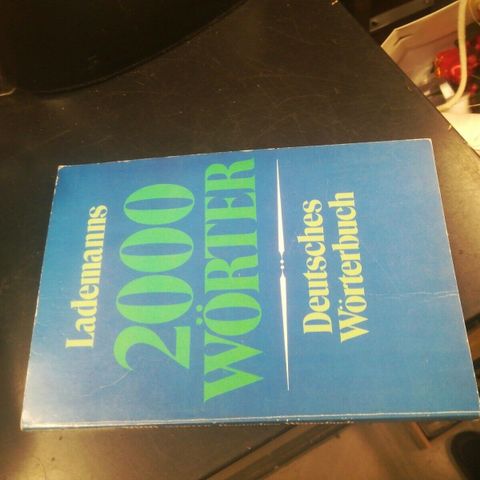 Lademanns
2000
WÖRTER
Deutsches
Wörterbuch